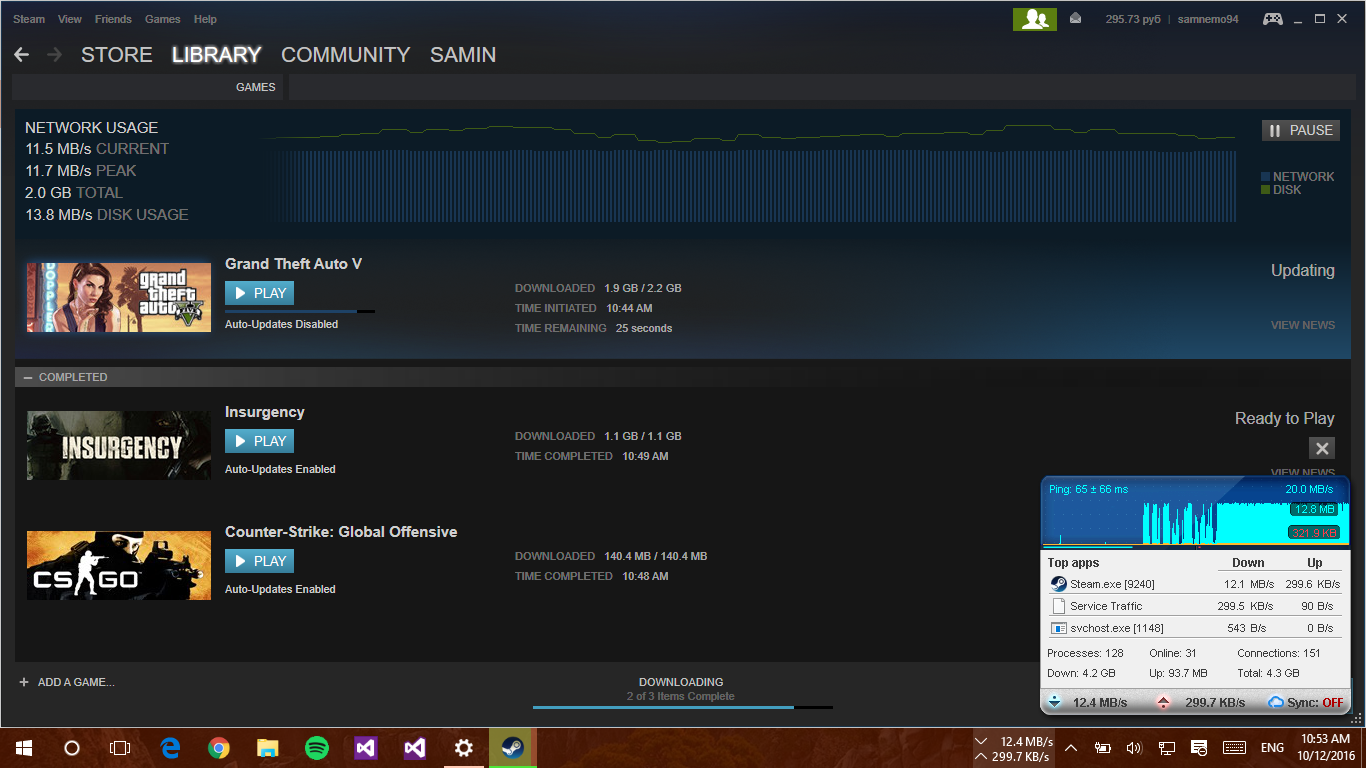 Steam View Friends Games Help
295.73 руб | samnemo94
STORE LIBRARY COMMUNITY SAMIN
GAMES
NETWORK USAGE
11.5 MB/s CURRENT
11.7 MB/s PEAK
2.0 GB TOTAL
13.8 MB/s DISK USAGE
PAUSE
NETWORK
DISK
grand theft auto V
Grand Theft Auto V
PLAY
Auto-Updates Disabled
DOWNLOADED 1.9 GB / 2.2 GB
TIME INITIATED 10:44 AM
TIME REMAINING 25 seconds
Updating
VIEW NEWS
— COMPLETED
INSURGENCY
Insurgency
PLAY
Auto-Updates Enabled
DOWNLOADED 1.1 GB / 1.1 GB
TIME COMPLETED 10:49 AM
Ready to Play
VIEW NEWS
CS GO
Counter-Strike: Global Offensive
PLAY
Auto-Updates Enabled
DOWNLOADED 140.4 MB / 140.4 MB
TIME COMPLETED 10:48 AM
Ping: 65 ± 66 ms 20.0 MB/s
12.8 MB
321.9 KB
Top apps Down Up
Steam.exe [9240] 12.1 MB/s 299.6 KB/s
Service Traffic 299.5 KB/s 90 B/s
svchost.exe [1148] 543 B/s 0 B/s
Processes: 128 Online: 31 Connections: 151
Down: 4.2 GB Up: 93.7 MB Total: 4.3 GB
12.4 MB/s 299.7 KB/s Sync: OFF
+ ADD A GAME...
DOWNLOADING
2 of 3 Items Complete
12.4 MB/s
299.7 KB/s
ENG
10:53 AM
10/12/2016